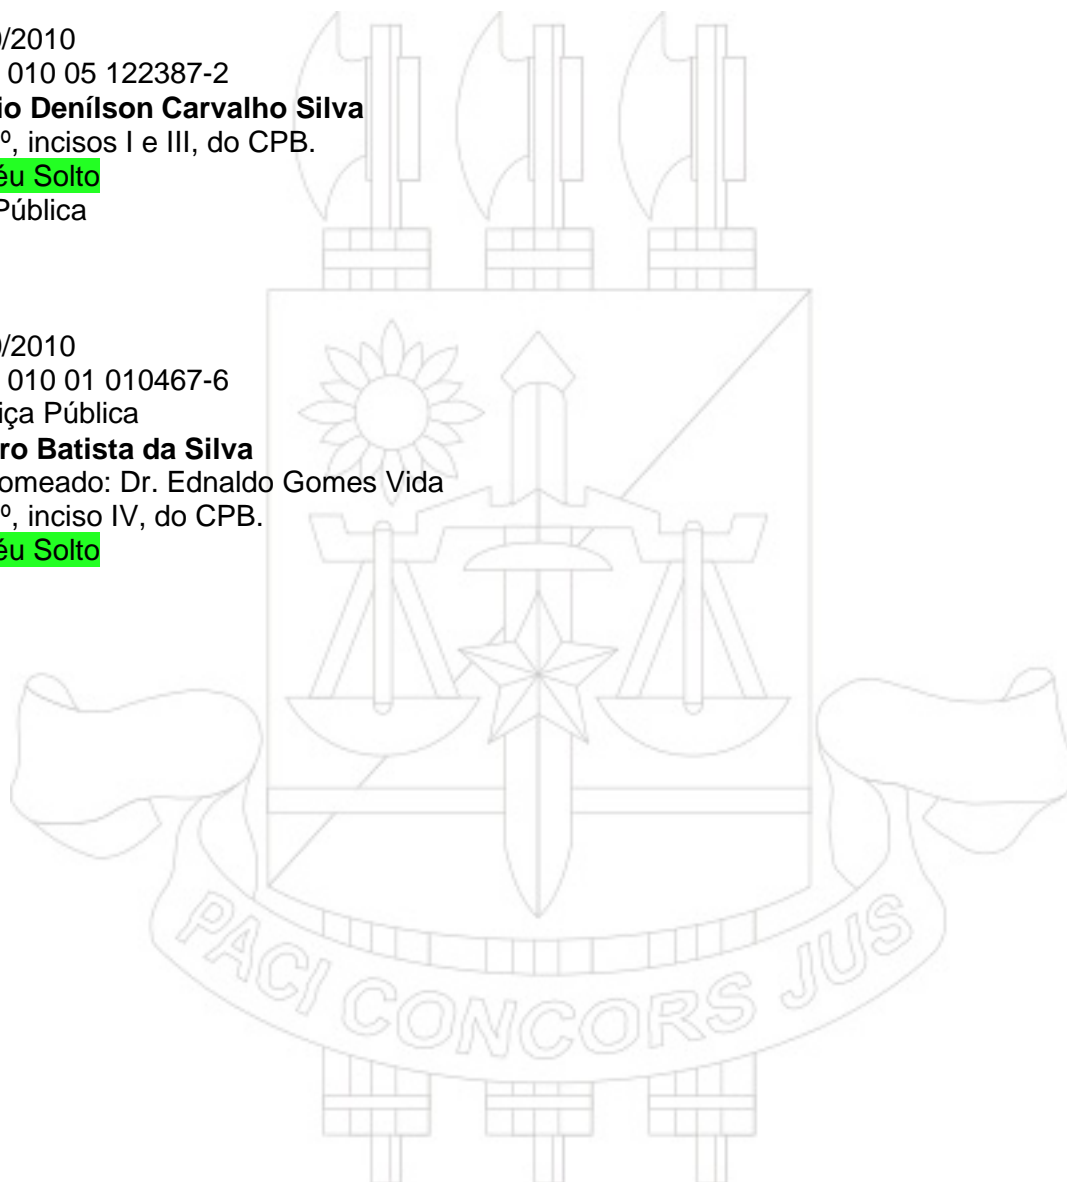 0/2010
010 05 122387-2
io Denílson Carvalho Silva
º, incisos I e III, do CPB.
éu Solto
Pública
0/2010
010 01 010467-6
iça Pública
ro Batista da Silva
omeado: Dr. Ednaldo Gomes Vida
º, inciso IV, do CPB.
éu Solto
PACI CONCORS JUS